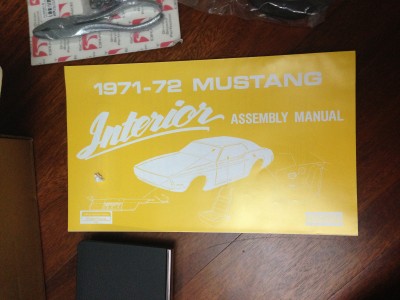 1971-72 MUSTANG
Interior ASSEMBLY MANUAL